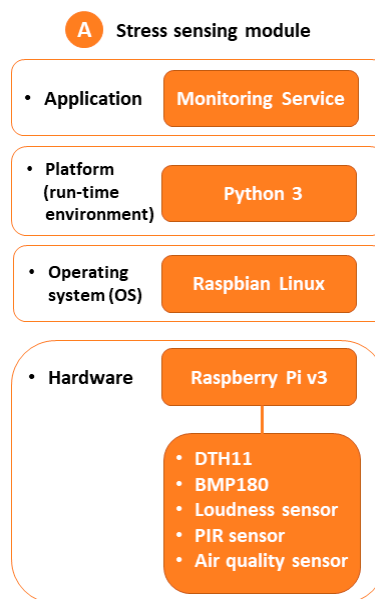 A Stress sensing module
• Application
Monitoring Service
• Platform
(run-time
environment)
Python 3
• Operating
system (OS)
Raspbian Linux
• Hardware
Raspberry Pi v3
• DTH11
• BMP180
• Loudness sensor
• PIR sensor
• Air quality sensor